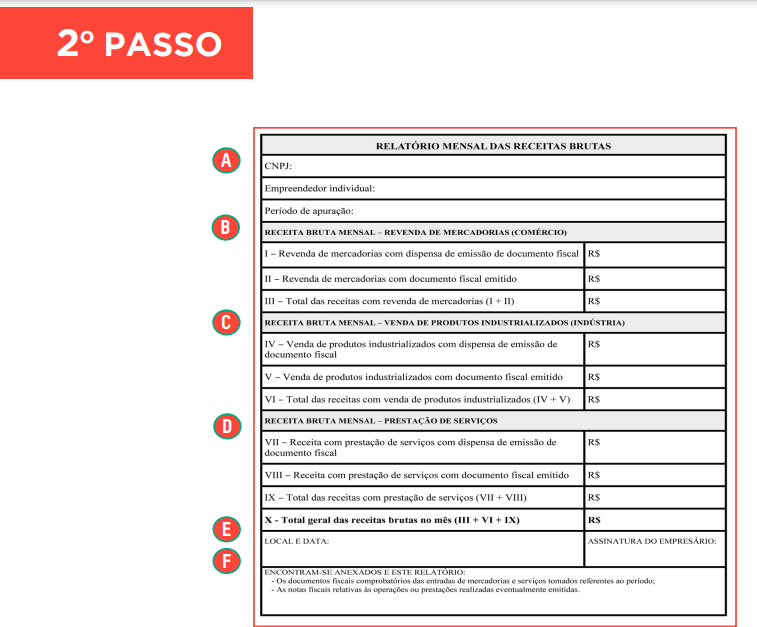 2º PASSO
A
RELATÓRIO MENSAL DAS RECEITAS BRUTAS
CNPJ:
Empreendedor individual:
Período de apuração:
B
RECEITA BRUTA MENSAL – REVENDA DE MERCADORIAS (COMÉRCIO)
I – Revenda de mercadorias com dispensa de emissão de documento fiscal R$
II – Revenda de mercadorias com documento fiscal emitido R$
III – Total das receitas com revenda de mercadorias (I + II) R$
C
RECEITA BRUTA MENSAL – VENDA DE PRODUTOS INDUSTRIALIZADOS (INDÚSTRIA)
IV – Venda de produtos industrializados com dispensa de emissão de R$
documento fiscal
V – Venda de produtos industrializados com documento fiscal emitido R$
VI – Total das receitas com venda de produtos industrializados (IV + V) R$
D
RECEITA BRUTA MENSAL – PRESTAÇÃO DE SERVIÇOS
VII – Receita com prestação de serviços com dispensa de emissão de R$
documento fiscal
VIII – Receita com prestação de serviços com documento fiscal emitido R$
IX – Total das receitas com prestação de serviços (VII + VIII) R$
E
X - Total geral das receitas brutas no mês (III + VI + IX) R$
LOCAL E DATA: ASSINATURA DO EMPRESÁRIO:
F
ENCONTRAM-SE ANEXADOS E ESTE RELATÓRIO:
- Os documentos fiscais comprobatórios das entradas de mercadorias e serviços tomados referentes ao período;
- As notas fiscais relativas às operações ou prestações realizadas eventualmente emitidas.